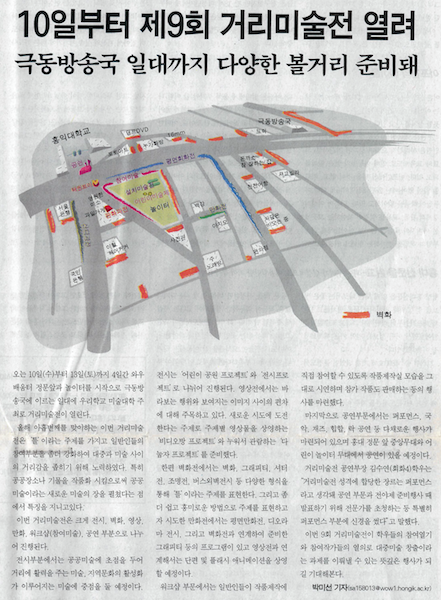 10일부터 제9회 거리미술전 열려
극동방송국 일대까지 다양한 볼거리 준비돼
홍익대학교
극동방송국
벽화
놀이터
오는 10일(수)부터 13일(토)까지 4일간 와우
배움터 정문앞과 놀이터를 시작으로 극동방송
국에 이르는 일대에 우리학교 미술대학 주
최로 거리미술전이 열린다.
올해 아홉번째를 맞이하는 이번 거리미술
전은 '틈'이라는 주제를 가지고 일반인들의
참여부분을 좀더 강화하여 대중과 미술 사이
의 거리감을 좁히기 위해 노력하였다. 특히
공공장소나 기물을 작품화 시킴으로써 공공
미술이라는 새로운 미술의 장을 펼쳤다는 점
에서 특징을 지니고있다.
이번 거리미술전은 크게 전시, 벽화, 영상,
만화, 워크샵(참여미술), 공연 부분으로 나누
어 진행된다.
전시부분에서는 공공미술에 초점을 두어
거리에 활력을 주는 미술, 지역문화의 활성화
가 이루어지는 미술에 중점을 둘 예정이다.
전시는 '어린이 공원 프로젝트'와 '전시프로
젝트'로 나뉘어 진행된다. 영상전에서는 바
라보는 행위와 보여지는 이미지 사이의 편차
에 대해 주목하고 있다. 새로운 시도에 도전
한다는 주제로 주제별 영상물을 상영하는
'비디오방 프로젝트'와 누워서 관람하는 '다
놀자 프로젝트'를 준비했다.
한편 벽화전에서는 벽화, 그래피티, 셔터
전, 조명전, 버스외벽전시 등 다양한 형식을
통해 '틈'이라는 주제를 표현한다. 그리고 좀
더 쉽고 흥미로운 방법으로 주제를 표현하고
자 시도한 만화전에서는 평면만화전, 디오라
마 전시, 그리고 벽화전과 연계하여 준비한
그래피티 등의 프로그램이 있고 영상전과 연
계해서는 단편 및 플래시 애니메이션을 상영
할 예정이다.
워크샵 부분에서는 일반인들이 작품제작에
직접 참여할 수 있도록 작품제작실 모습을 그
대로 시연하며 참가 작품도 판매하는 등의 행
사를 마련했다.
마지막으로 공연부분에서는 퍼포먼스, 국
악, 재즈, 힙합, 락 공연 등 다채로운 행사가
마련되어 있으며 홍대 정문 앞 중앙무대와 어
린이 놀이터 무대에서 공연이 있을 예정이다.
거리미술전 공연부장 김수연(회화4)학우는
"거리미술전 성격에 합당한 장르는 퍼포먼스
라고 생각돼 공연 부분과 전야제 준비행사 때
발표하기 위해 전문가를 초청하는 등 특별히
퍼포먼스 부분에 신경을 썼다"고 말했다.
이번 9회 거리미술전이 학우들의 참여열기
와 참여작가들의 열의로 대중미술 창출이라
는 과제를 이뤄낼 수 있는 뜻깊은 행사가 되
길 기대해본다.
박미선 기자(sa158013@wow1.hongik.ac.kr)